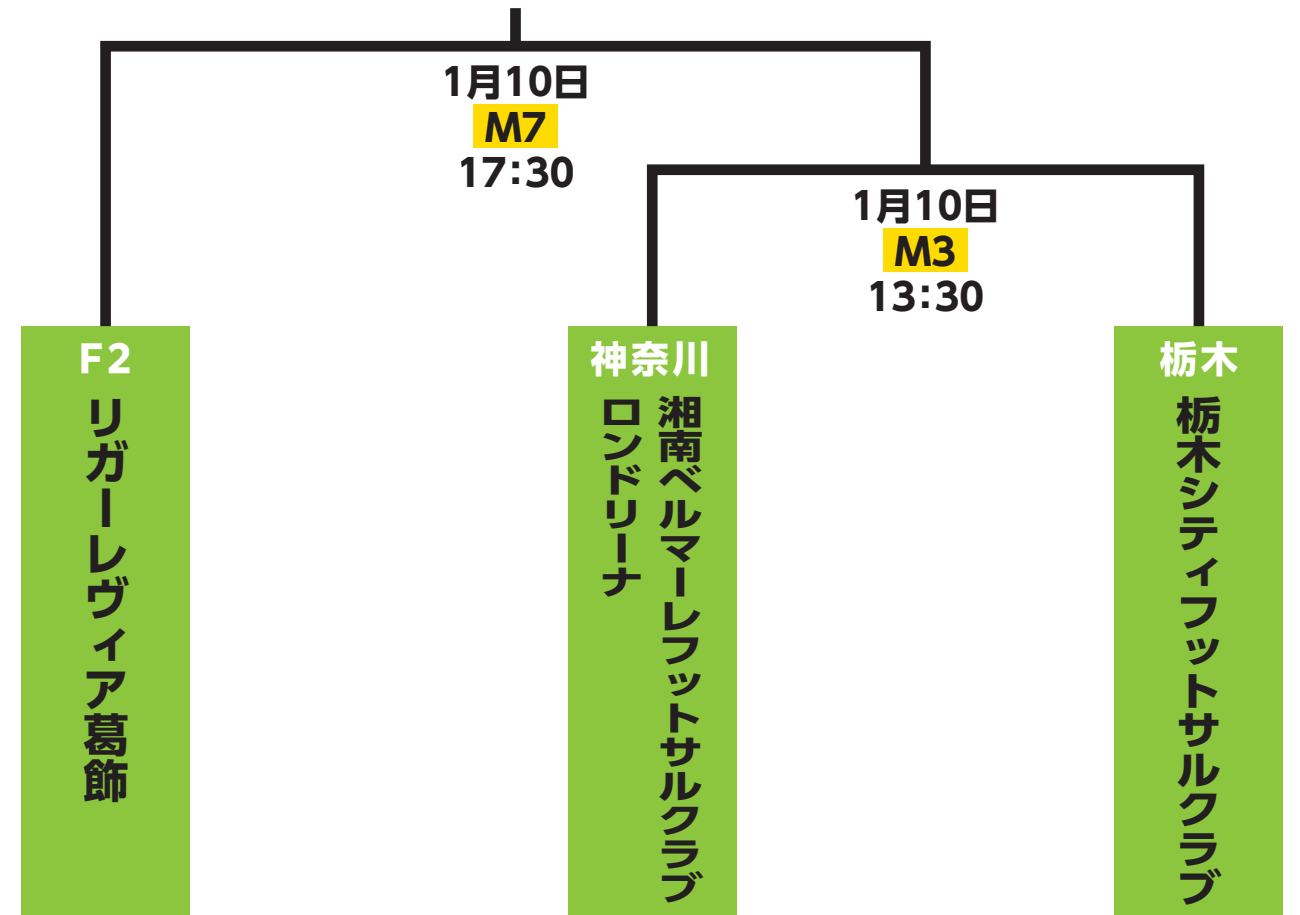 1月10日
M7
17:30
1月10日
M3
13:30
F2
リガーレヴィア葛飾
神奈川
湘南ベルマーレフットサルクラブ
ロンドリーナ
栃木
栃木シティフットサルクラブ